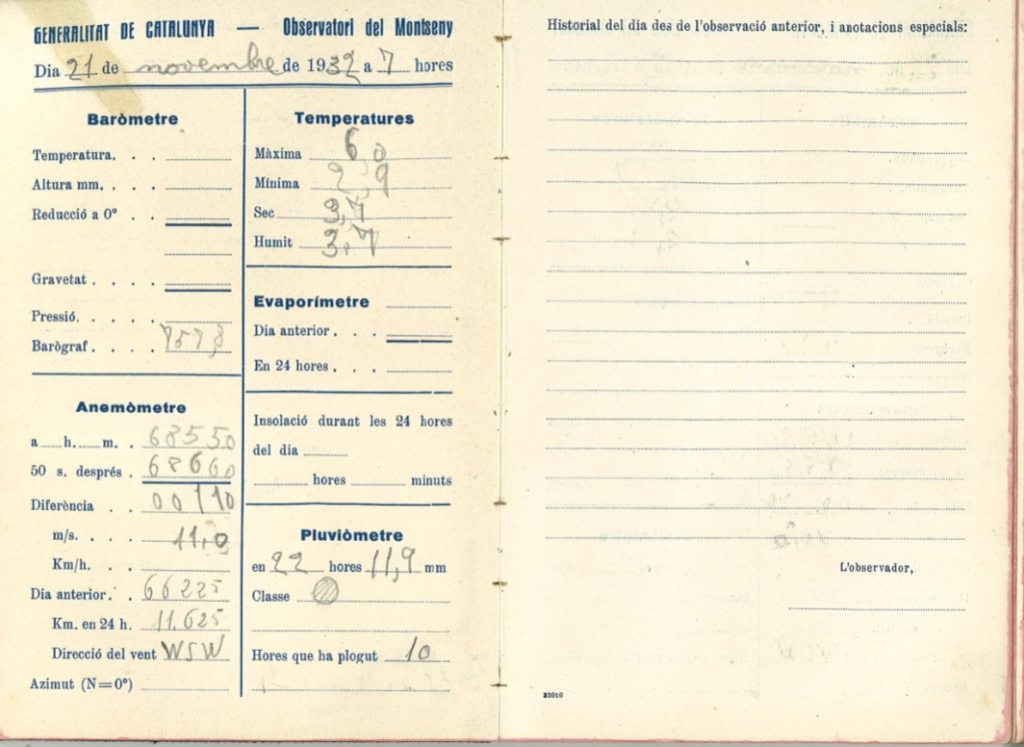 GENERALITAT DE CATALUNYA — Observatori del Montseny
Dia 21 de novembre de 1932 a 7 hores
Baròmetre
Temperatura. . .
Altura mm. . . .
Reducció a 0° . .
Gravetat . . . .
Pressió. . . . .
Barògraf . . . .
Anemòmetre
a h. m. . 68550
50 s. després . 68660
Diferència . . 00110
m/s. . . . . 11,0
Km/h. . .
Dia anterior. . 66225
Km. en 24 h. 11.625
Direcció del vent WSW
Azimut (N=0°)
Temperatures
Màxima 6,0
Mínima 2,9
Sec 3,7
Humit 3,7
Evaporímetre
Dia anterior . . .
En 24 hores . . .
Insolació durant les 24 hores
del dia
hores minuts
Pluviòmetre
en 22 hores 11,9 mm
Classe
Hores que ha plogut 10
Historial del dia des de l'observació anterior, i anotacions especials:
L'observador,
23916